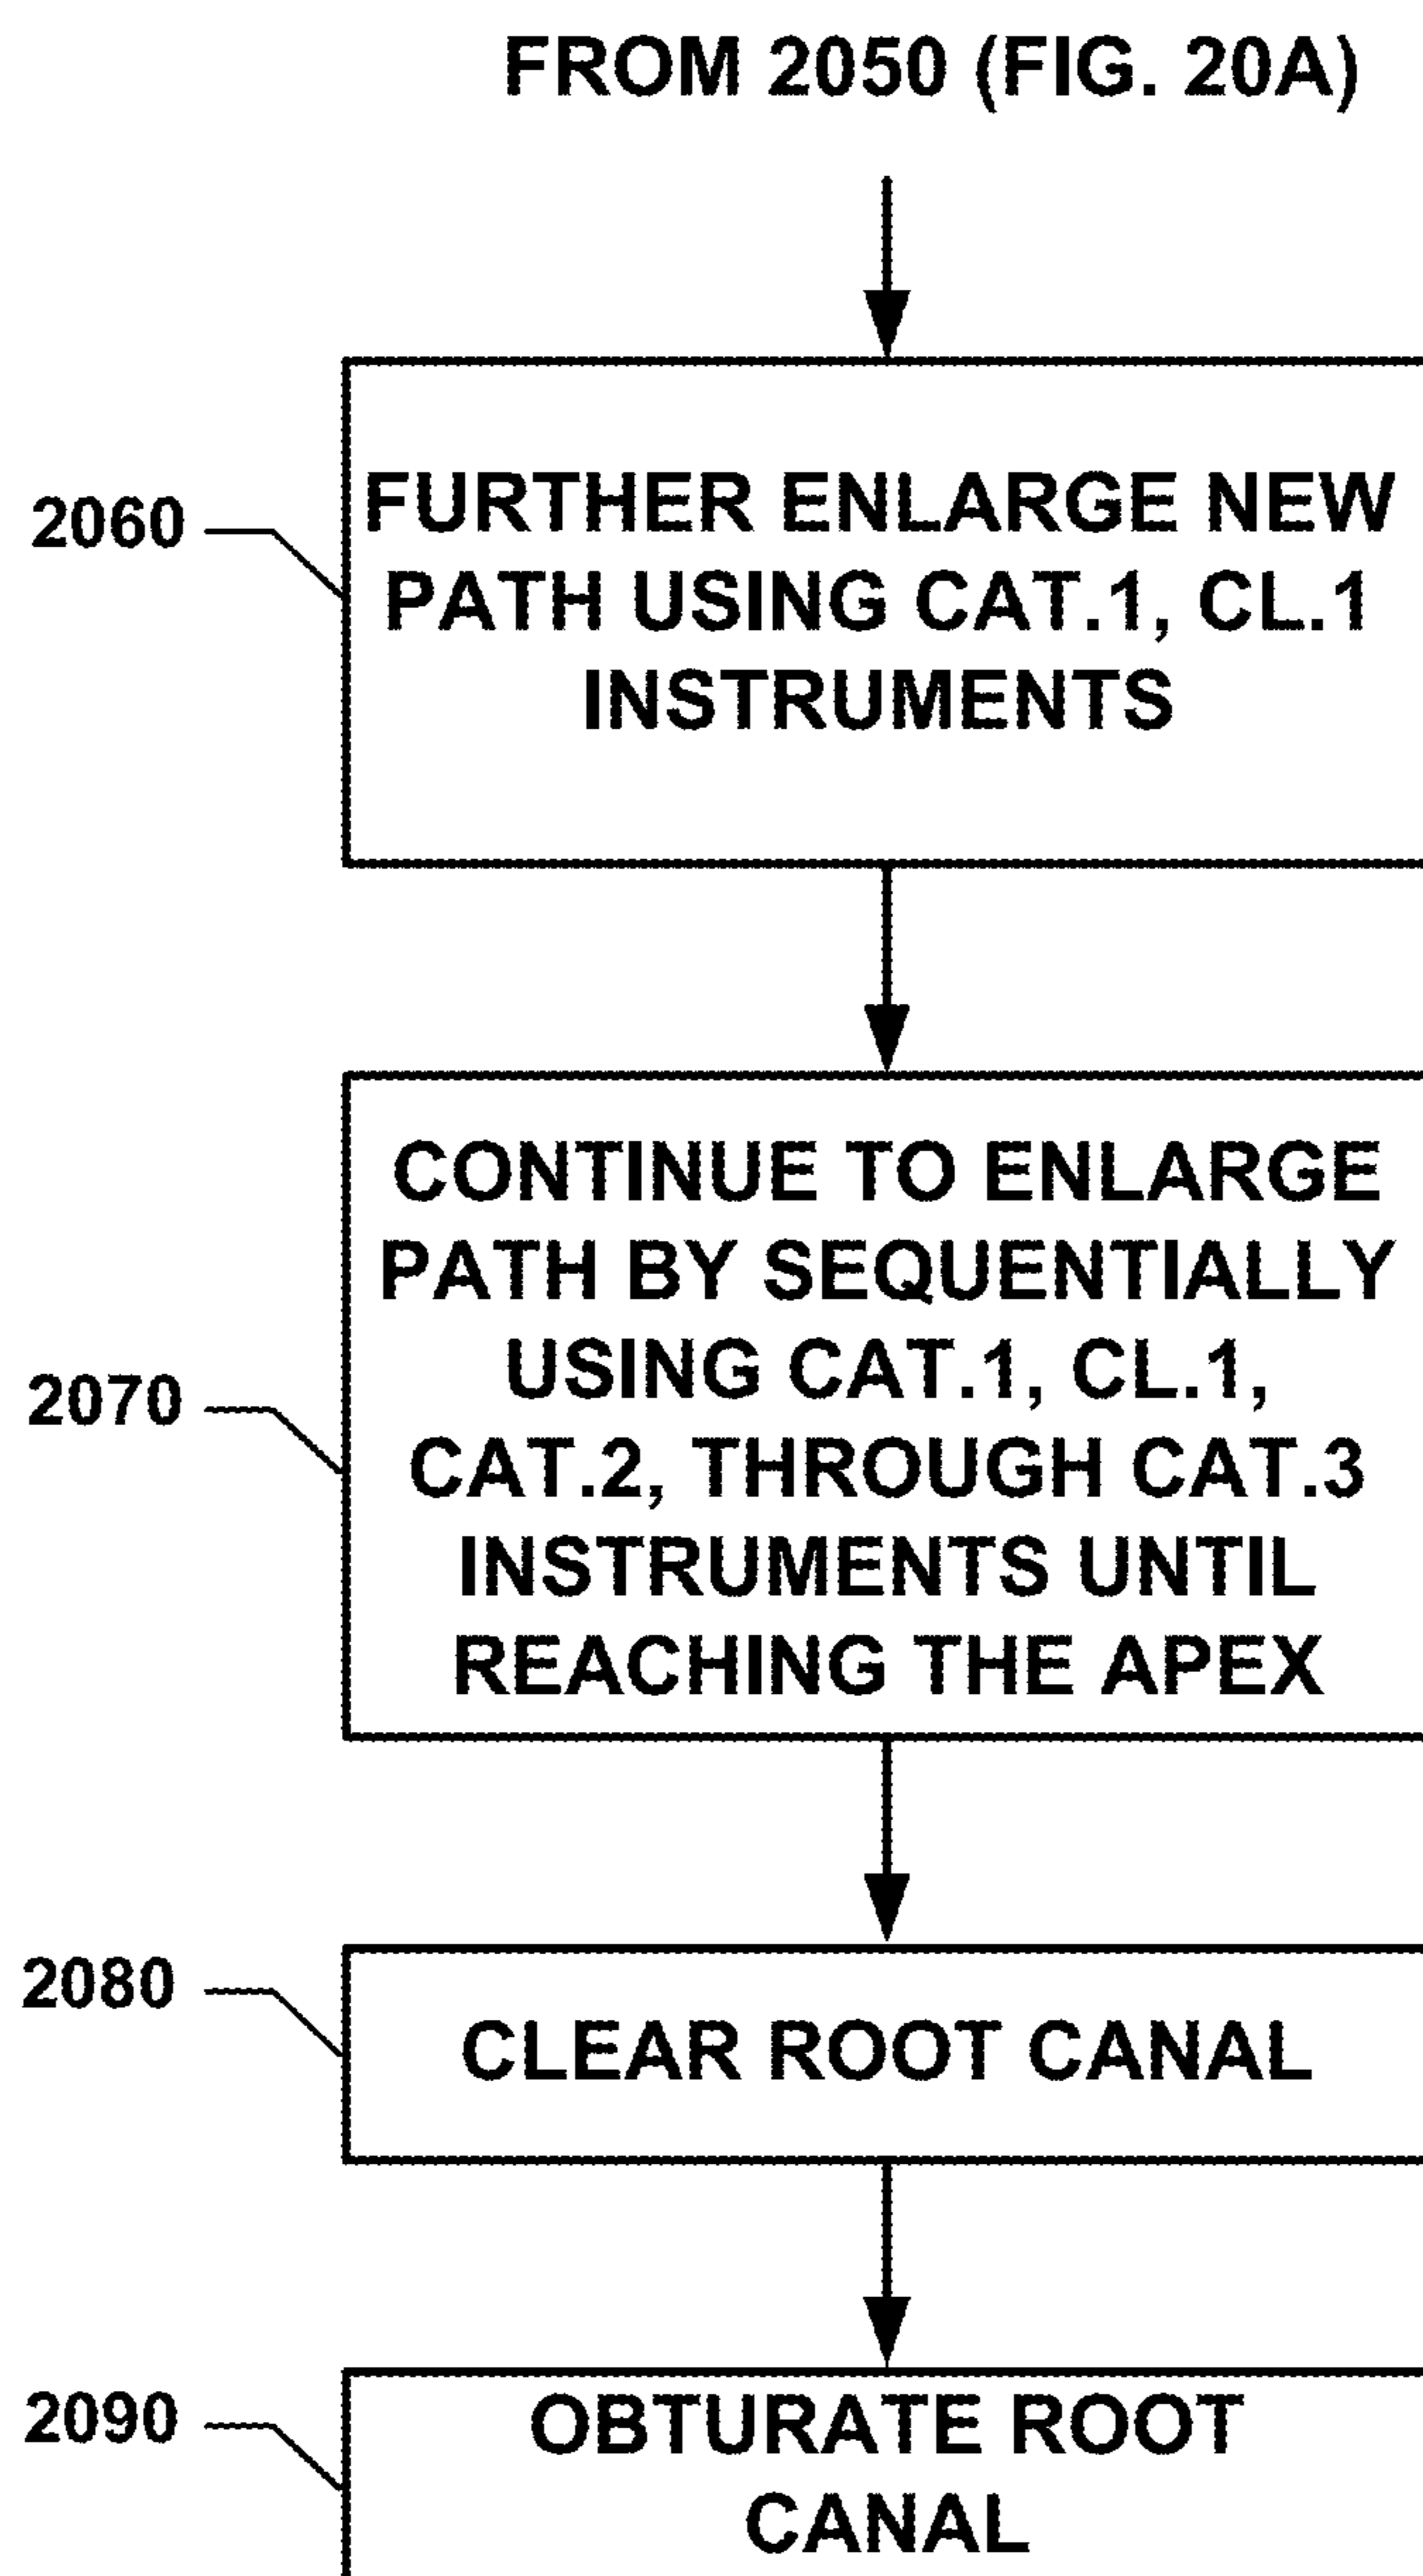 FROM 2050 (FIG. 20A)
2060
FURTHER ENLARGE NEW
PATH USING CAT.1, CL.1
INSTRUMENTS
2070
CONTINUE TO ENLARGE
PATH BY SEQUENTIALLY
USING CAT.1, CL.1,
CAT.2, THROUGH CAT.3
INSTRUMENTS UNTIL
REACHING THE APEX
2080
CLEAR ROOT CANAL
2090
OBTURATE ROOT
CANAL